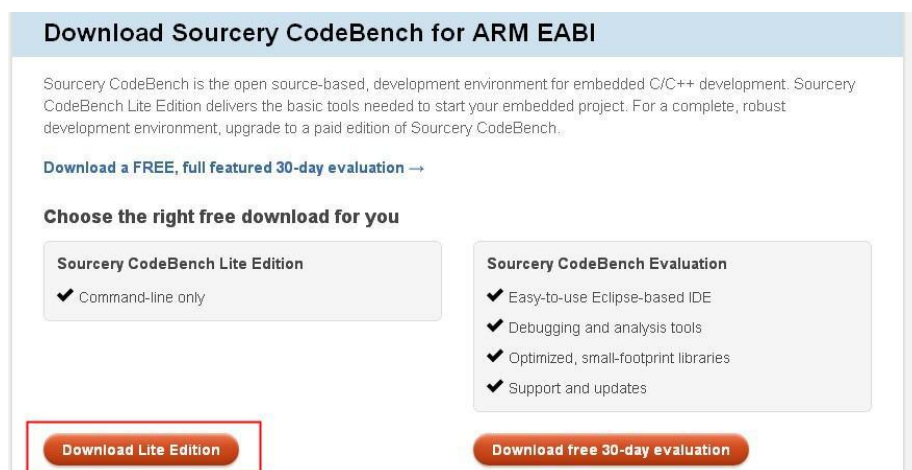 Download Sourcery CodeBench for ARM EABI
Sourcery CodeBench is the open source-based, development environment for embedded C/C++ development. Sourcery
CodeBench Lite Edition delivers the basic tools needed to start your embedded project. For a complete, robust
development environment, upgrade to a paid edition of Sourcery CodeBench.
Download a FREE, full featured 30-day evaluation →
Choose the right free download for you
Sourcery CodeBench Lite Edition
✔ Command-line only
Sourcery CodeBench Evaluation
✔ Easy-to-use Eclipse-based IDE
✔ Debugging and analysis tools
✔ Optimized, small-footprint libraries
✔ Support and updates
Download Lite Edition
Download free 30-day evaluation